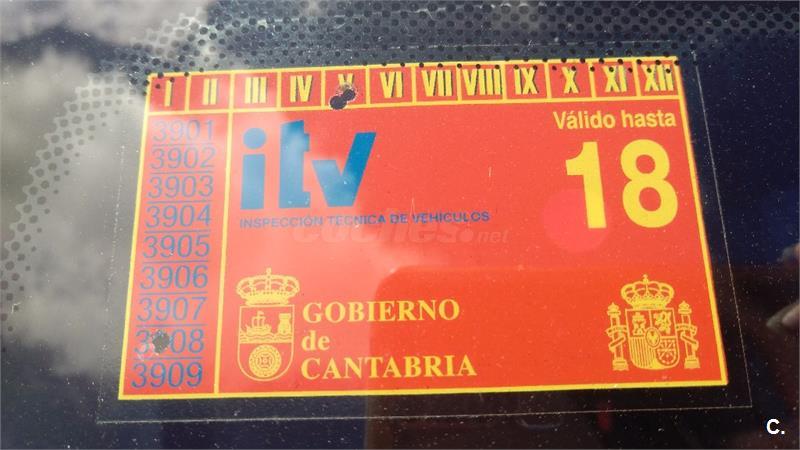 I II III IV V VI VII VIII IX X XI XII
3901
3902
3903
3904
3905
3906
3907
3908
3909
itv
INSPECCIÓN TÉCNICA DE VEHÍCULOS
Válido hasta
18
coches.net
GOBIERNO
de
CANTABRIA
C.